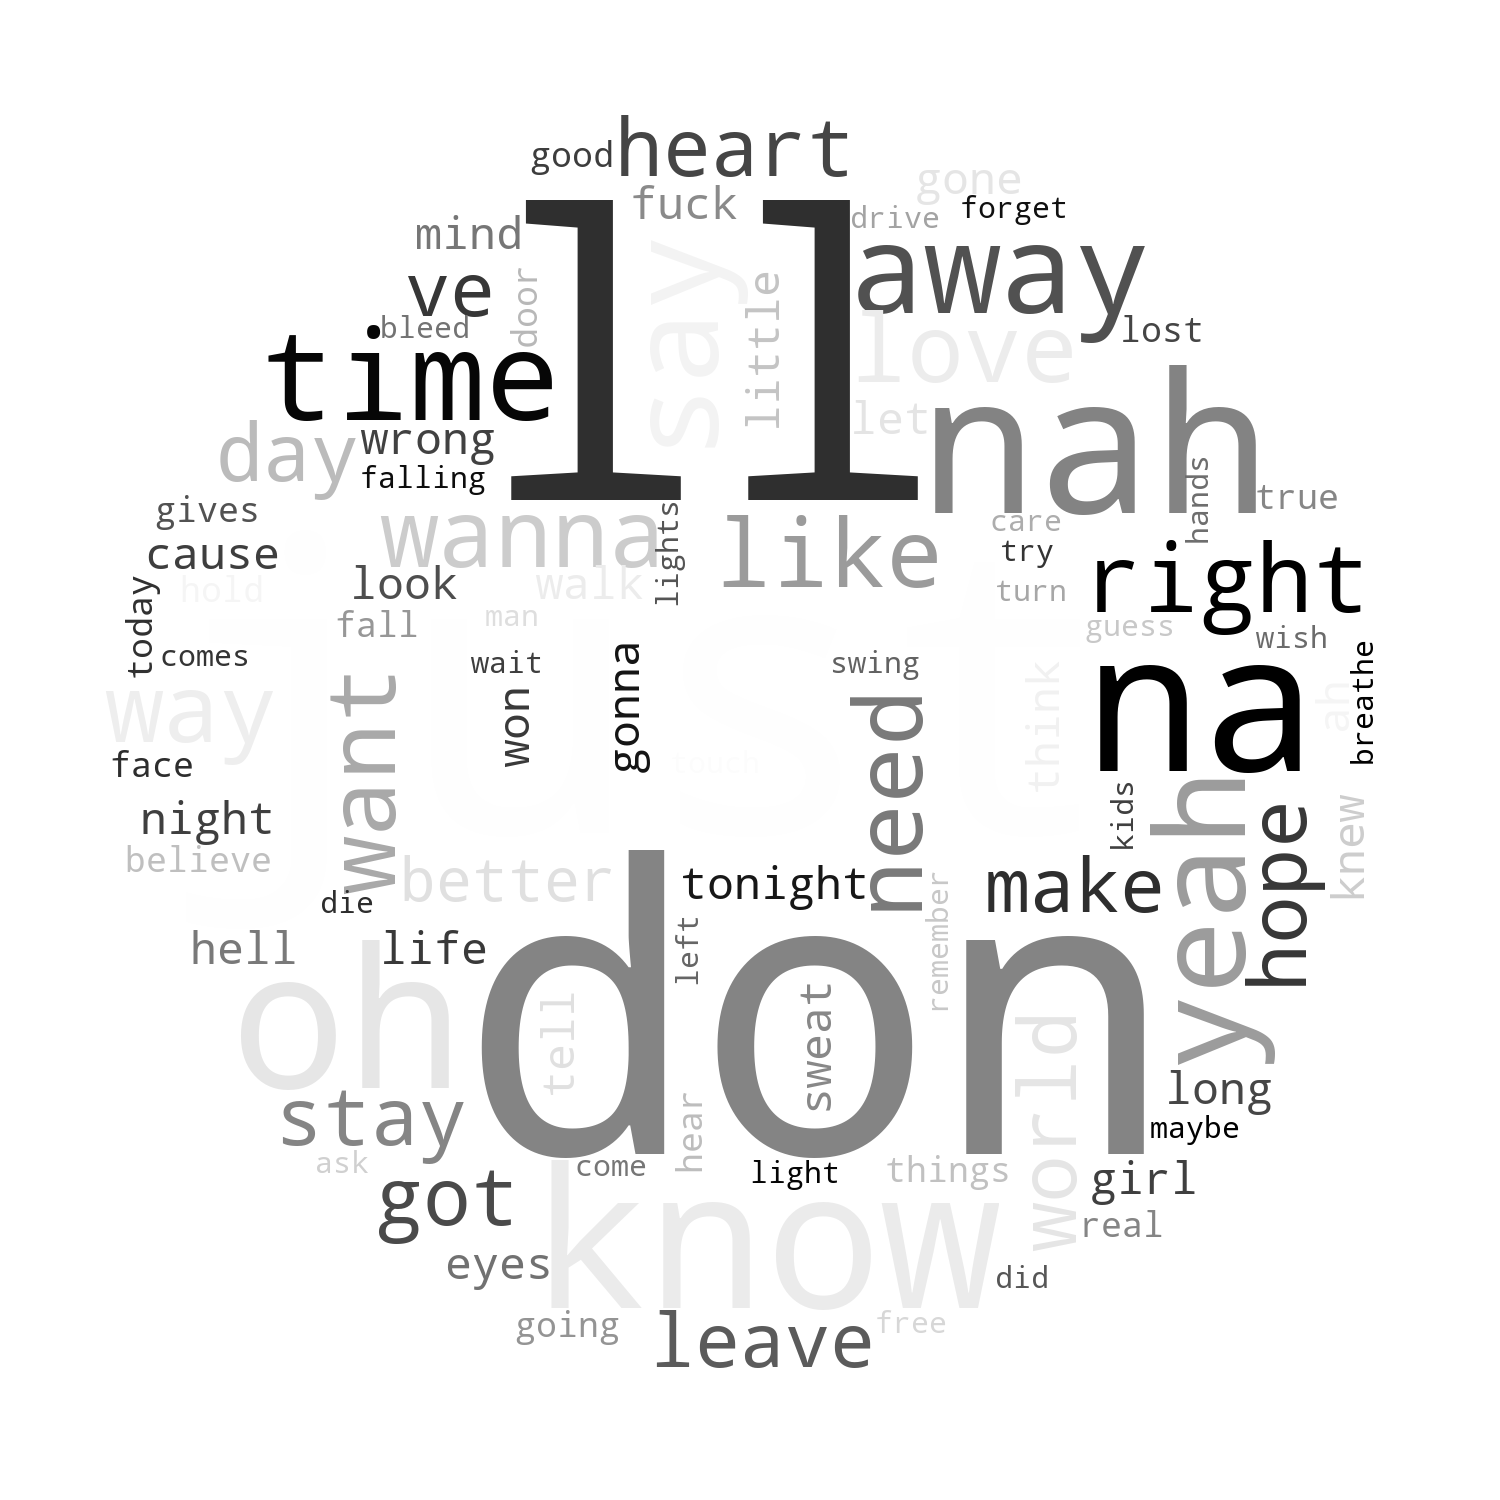 heart
good
gone
fuck
drive
forget
mind
ll
away
say
ve
door
little
bleed
lost
time
love
nah
let
day
wrong
falling
hands
true
gives
lights
wanna
like
care
cause
try
look
walk
hold
turn
right
today
fall
man
guess
wish
comes
wait
gonna
swing
just
think
na
breathe
ah
way
want
won
need
touch
face
kids
yeah
hope
knew
night
believe
better
tonight
make
die
remember
hell
life
left
don
oh
tell
sweat
world
stay
long
hear
maybe
ask
come
light
things
girl
got
know
real
eyes
did
going
leave
free